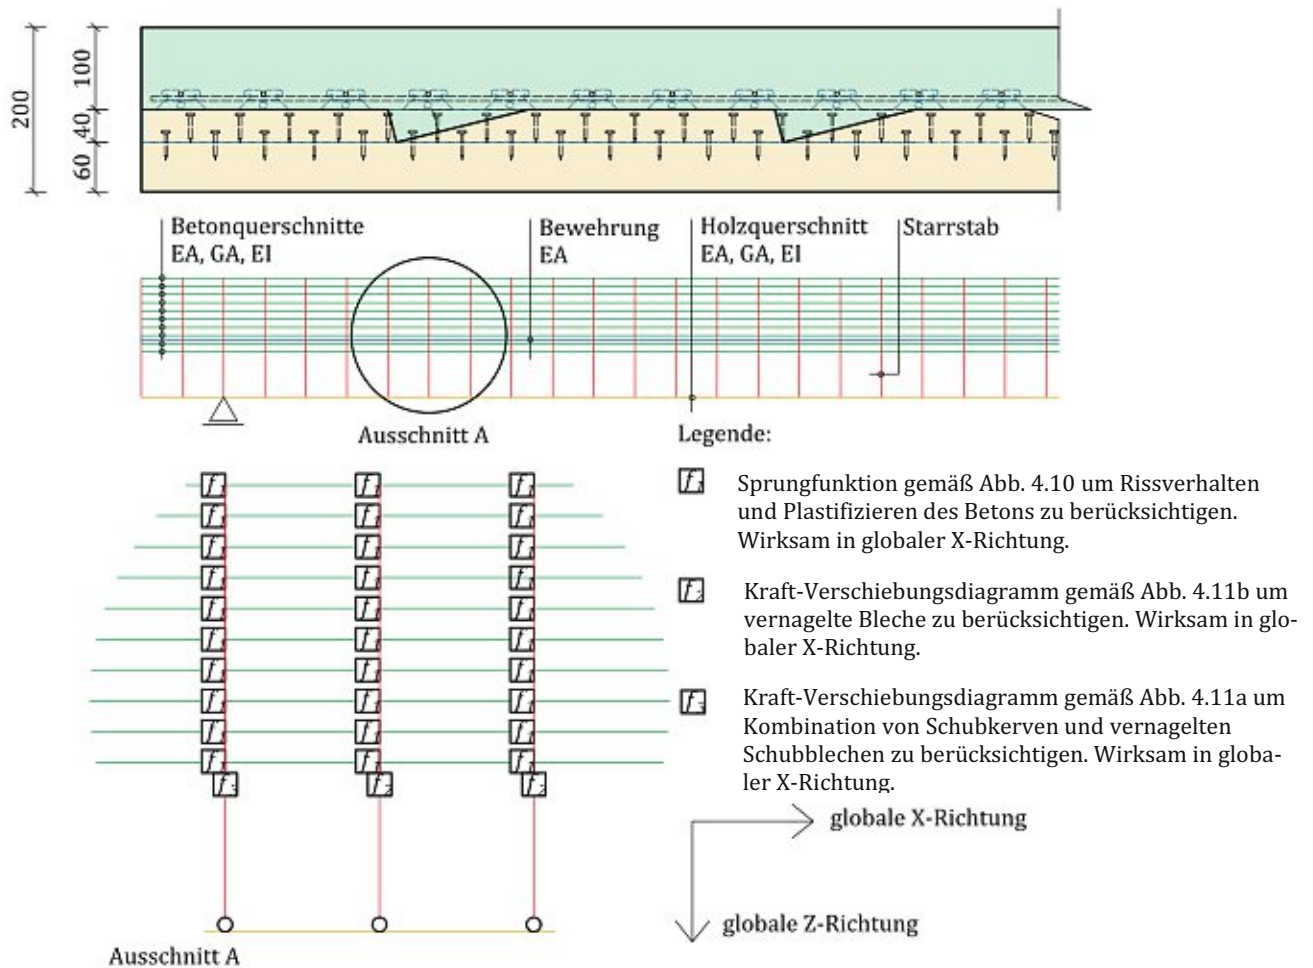 200
100
40
60
Betonquerschnitte
EA, GA, EI
Bewehrung
EA
Holzquerschnitt
EA, GA, EI
Starrstab
Ausschnitt A
Legende:
f1 Sprungfunktion gemäß Abb. 4.10 um Rissverhalten
und Plastifizieren des Betons zu berücksichtigen.
Wirksam in globaler X-Richtung.
f2 Kraft-Verschiebungsdiagramm gemäß Abb. 4.11b um
vernagelte Bleche zu berücksichtigen. Wirksam in glo-
baler X-Richtung.
f3 Kraft-Verschiebungsdiagramm gemäß Abb. 4.11a um
Kombination von Schubkerven und vernagelten
Schubblechen zu berücksichtigen. Wirksam in globa-
ler X-Richtung.
globale X-Richtung
globale Z-Richtung
Ausschnitt A